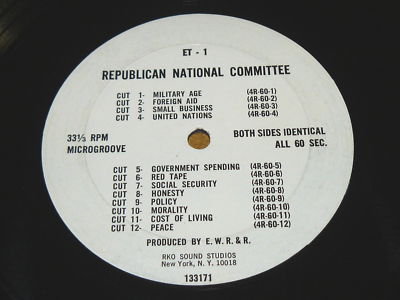 ET - 1
REPUBLICAN NATIONAL COMMITTEE
CUT 1- MILITARY AGE (4R-60-1)
CUT 2- FOREIGN AID (4R-60-2)
CUT 3- SMALL BUSINESS (4R-60-3)
CUT 4- UNITED NATIONS (4R-60-4)
33⅓ RPM BOTH SIDES IDENTICAL
MICROGROOVE ALL 60 SEC.
CUT 5- GOVERNMENT SPENDING (4R-60-5)
CUT 6- RED TAPE (4R-60-6)
CUT 7- SOCIAL SECURITY (4R-60-7)
CUT 8- HONESTY (4R-60-8)
CUT 9- POLICY (4R-60-9)
CUT 10- MORALITY (4R-60-10)
CUT 11- COST OF LIVING (4R-60-11)
CUT 12- PEACE (4R-60-12)
PRODUCED BY E. W. R. & R.
RKO SOUND STUDIOS
New York, N. Y. 10018
133171